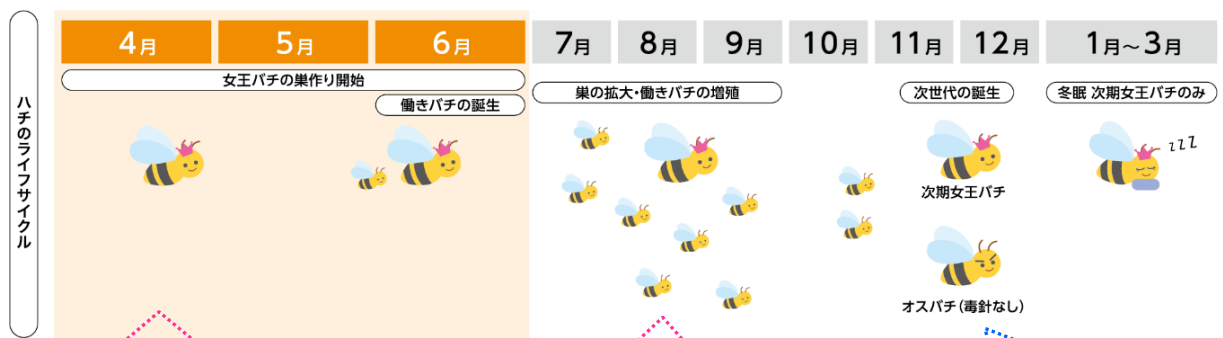 ハチのライフサイクル
4月 5月 6月 7月 8月 9月 10月 11月 12月 1月~3月
女王バチの巣作り開始
働きバチの誕生
巣の拡大・働きバチの増殖
次世代の誕生
冬眠 次期女王バチのみ
zzz
次期女王バチ
オスバチ(毒針なし)